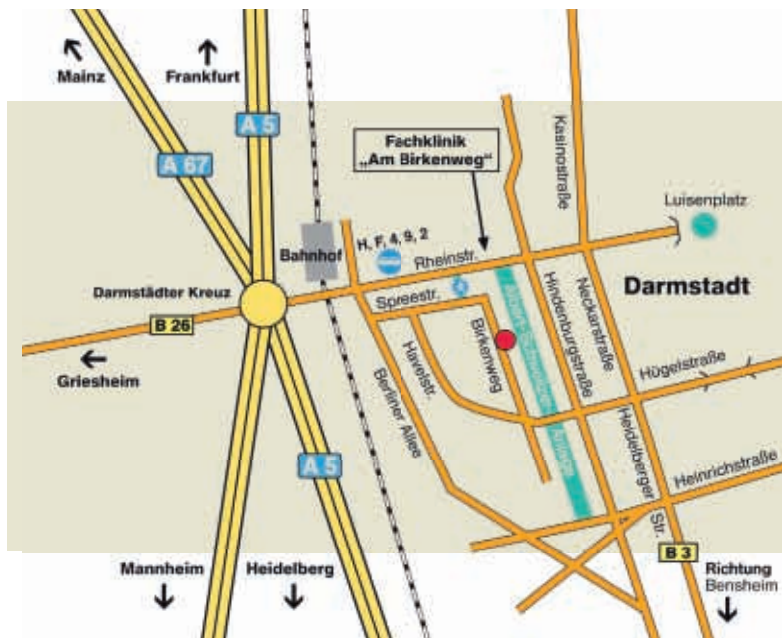 Mainz
Frankfurt
A 5
A 67
Fachklinik
„Am Birkenweg“
Kasinostraße
Luisenplatz
H, F, 4, 9, 2
Bahnhof
Rheinstr.
Darmstädter Kreuz
Spreestr.
Darmstadt
B 26
Griesheim
Havelstr.
Berliner Allee
Birkenweg
Hindenburgstraße
Neckarstraße
Hügelstraße
Heidelberger
Str.
Heinrichstraße
A 5
B 3
Mannheim
Heidelberg
Richtung
Bensheim